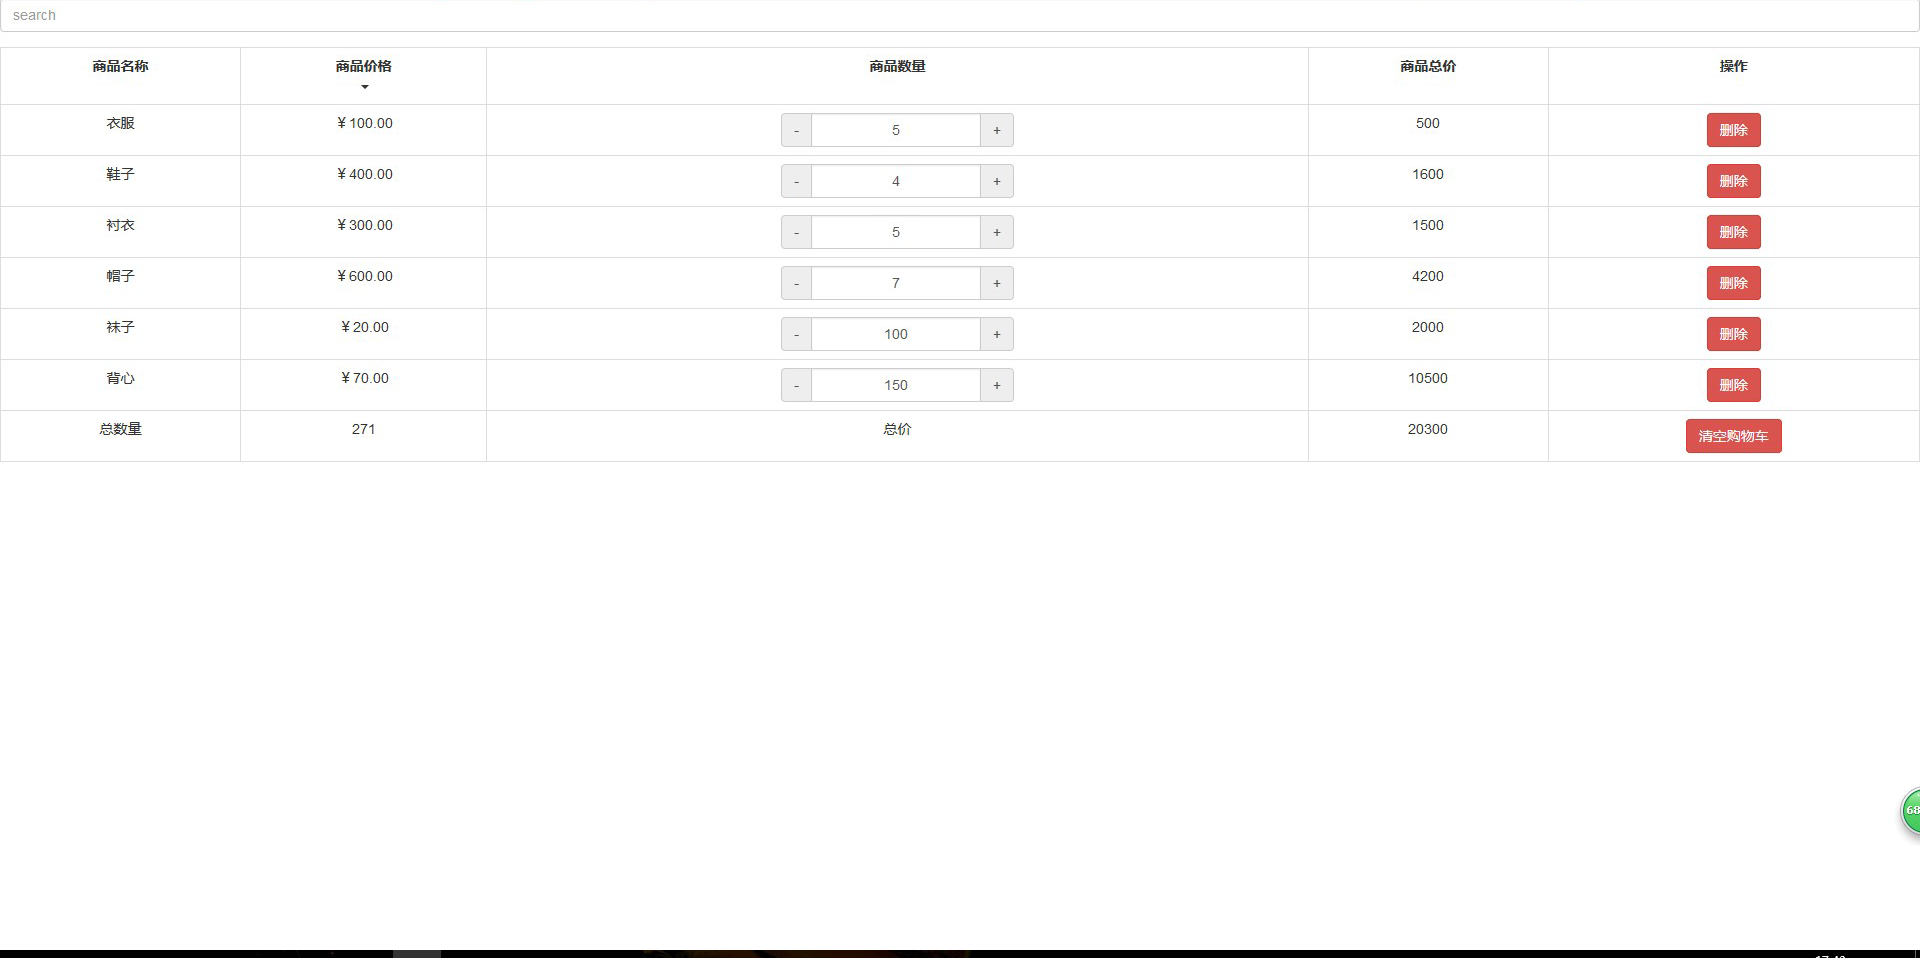 search
商品名称 商品价格 商品数量 商品总价 操作
衣服 ￥100.00 - 5 + 500 删除
鞋子 ￥400.00 - 4 + 1600 删除
衬衣 ￥300.00 - 5 + 1500 删除
帽子 ￥600.00 - 7 + 4200 删除
袜子 ￥20.00 - 100 + 2000 删除
背心 ￥70.00 - 150 + 10500 删除
总数量 271 总价 20300 清空购物车
68